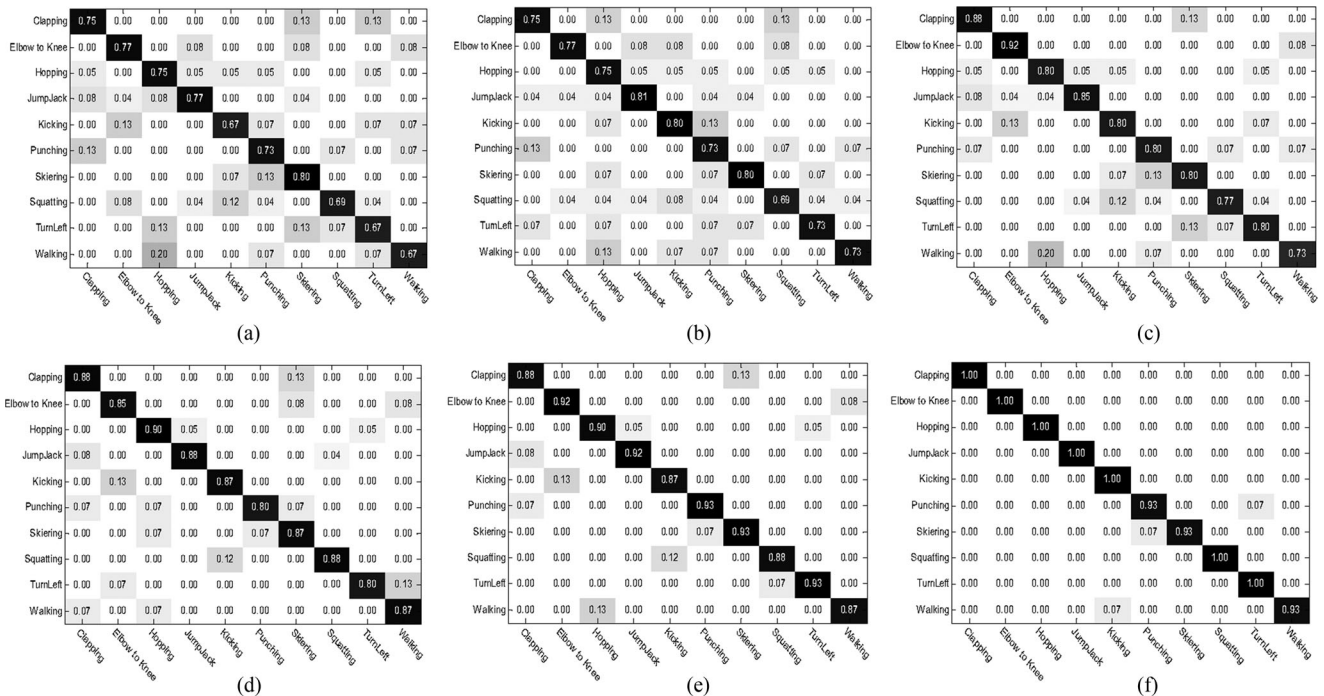 Clapping 0.75 0.00 0.00 0.00 0.00 0.00 0.13 0.00 0.13 0.00
Elbow to Knee 0.00 0.77 0.00 0.08 0.00 0.00 0.08 0.00 0.00 0.08
Hopping 0.05 0.00 0.75 0.05 0.05 0.05 0.00 0.00 0.05 0.00
JumpJack 0.08 0.04 0.08 0.77 0.00 0.00 0.04 0.00 0.00 0.00
Kicking 0.00 0.13 0.00 0.00 0.67 0.07 0.00 0.00 0.07 0.07
Punching 0.13 0.00 0.00 0.00 0.00 0.73 0.00 0.07 0.00 0.07
Skiering 0.00 0.00 0.00 0.00 0.07 0.13 0.80 0.00 0.00 0.00
Squatting 0.00 0.08 0.00 0.04 0.12 0.04 0.00 0.69 0.04 0.00
TurnLeft 0.00 0.00 0.13 0.00 0.00 0.00 0.13 0.07 0.67 0.00
Walking 0.00 0.00 0.20 0.00 0.00 0.07 0.00 0.00 0.07 0.67
Clapping Elbow to Knee Hopping JumpJack Kicking Punching Skiering Squatting TurnLeft Walking
(a)
Clapping 0.75 0.00 0.13 0.00 0.00 0.00 0.00 0.13 0.00 0.00
Elbow to Knee 0.00 0.77 0.00 0.08 0.08 0.00 0.00 0.08 0.00 0.00
Hopping 0.00 0.00 0.75 0.05 0.05 0.05 0.00 0.05 0.05 0.00
JumpJack 0.04 0.04 0.04 0.81 0.00 0.04 0.04 0.00 0.00 0.00
Kicking 0.00 0.00 0.07 0.00 0.80 0.13 0.00 0.00 0.00 0.00
Punching 0.13 0.00 0.00 0.00 0.00 0.73 0.00 0.07 0.00 0.07
Skiering 0.00 0.00 0.07 0.00 0.00 0.07 0.80 0.00 0.07 0.00
Squatting 0.00 0.04 0.04 0.04 0.08 0.04 0.00 0.69 0.04 0.04
TurnLeft 0.07 0.00 0.07 0.00 0.00 0.07 0.07 0.00 0.73 0.00
Walking 0.00 0.00 0.13 0.00 0.07 0.07 0.00 0.00 0.00 0.73
Clapping Elbow to Knee Hopping JumpJack Kicking Punching Skiering Squatting TurnLeft Walking
(b)
Clapping 0.88 0.00 0.00 0.00 0.00 0.00 0.13 0.00 0.00 0.00
Elbow to Knee 0.00 0.92 0.00 0.00 0.00 0.00 0.00 0.00 0.00 0.08
Hopping 0.05 0.00 0.80 0.05 0.05 0.00 0.00 0.00 0.05 0.00
JumpJack 0.08 0.04 0.04 0.85 0.00 0.00 0.00 0.00 0.00 0.00
Kicking 0.00 0.13 0.00 0.00 0.80 0.00 0.00 0.00 0.07 0.00
Punching 0.07 0.00 0.00 0.00 0.00 0.80 0.00 0.07 0.00 0.07
Skiering 0.00 0.00 0.00 0.00 0.07 0.13 0.80 0.00 0.00 0.00
Squatting 0.00 0.00 0.00 0.04 0.12 0.04 0.00 0.77 0.04 0.00
TurnLeft 0.00 0.00 0.00 0.00 0.00 0.00 0.13 0.07 0.80 0.00
Walking 0.00 0.00 0.20 0.00 0.00 0.07 0.00 0.00 0.00 0.73
Clapping Elbow to Knee Hopping JumpJack Kicking Punching Skiering Squatting TurnLeft Walking
(c)
Clapping 0.88 0.00 0.00 0.00 0.00 0.00 0.13 0.00 0.00 0.00
Elbow to Knee 0.00 0.85 0.00 0.00 0.00 0.00 0.08 0.00 0.00 0.08
Hopping 0.00 0.00 0.90 0.05 0.00 0.00 0.00 0.00 0.05 0.00
JumpJack 0.08 0.00 0.00 0.88 0.00 0.00 0.00 0.04 0.00 0.00
Kicking 0.00 0.13 0.00 0.00 0.87 0.00 0.00 0.00 0.00 0.00
Punching 0.07 0.00 0.07 0.00 0.00 0.80 0.07 0.00 0.00 0.00
Skiering 0.00 0.00 0.07 0.00 0.00 0.07 0.87 0.00 0.00 0.00
Squatting 0.00 0.00 0.00 0.00 0.12 0.00 0.00 0.88 0.00 0.00
TurnLeft 0.00 0.07 0.00 0.00 0.00 0.00 0.00 0.00 0.80 0.13
Walking 0.07 0.00 0.07 0.00 0.00 0.00 0.00 0.00 0.00 0.87
Clapping Elbow to Knee Hopping JumpJack Kicking Punching Skiering Squatting TurnLeft Walking
(d)
Clapping 0.88 0.00 0.00 0.00 0.00 0.00 0.13 0.00 0.00 0.00
Elbow to Knee 0.00 0.92 0.00 0.00 0.00 0.00 0.00 0.00 0.00 0.08
Hopping 0.00 0.00 0.90 0.05 0.00 0.00 0.00 0.00 0.05 0.00
JumpJack 0.08 0.00 0.00 0.92 0.00 0.00 0.00 0.00 0.00 0.00
Kicking 0.00 0.13 0.00 0.00 0.87 0.00 0.00 0.00 0.00 0.00
Punching 0.07 0.00 0.00 0.00 0.00 0.93 0.00 0.00 0.00 0.00
Skiering 0.00 0.00 0.00 0.00 0.00 0.07 0.93 0.00 0.00 0.00
Squatting 0.00 0.00 0.00 0.00 0.12 0.00 0.00 0.88 0.00 0.00
TurnLeft 0.00 0.00 0.00 0.00 0.00 0.00 0.00 0.07 0.93 0.00
Walking 0.00 0.00 0.13 0.00 0.00 0.00 0.00 0.00 0.00 0.87
Clapping Elbow to Knee Hopping JumpJack Kicking Punching Skiering Squatting TurnLeft Walking
(e)
Clapping 1.00 0.00 0.00 0.00 0.00 0.00 0.00 0.00 0.00 0.00
Elbow to Knee 0.00 1.00 0.00 0.00 0.00 0.00 0.00 0.00 0.00 0.00
Hopping 0.00 0.00 1.00 0.00 0.00 0.00 0.00 0.00 0.00 0.00
JumpJack 0.00 0.00 0.00 1.00 0.00 0.00 0.00 0.00 0.00 0.00
Kicking 0.00 0.00 0.00 0.00 1.00 0.00 0.00 0.00 0.00 0.00
Punching 0.00 0.00 0.00 0.00 0.00 0.93 0.00 0.00 0.07 0.00
Skiering 0.00 0.00 0.00 0.00 0.00 0.07 0.93 0.00 0.00 0.00
Squatting 0.00 0.00 0.00 0.00 0.00 0.00 0.00 1.00 0.00 0.00
TurnLeft 0.00 0.00 0.00 0.00 0.00 0.00 0.00 0.00 1.00 0.00
Walking 0.00 0.00 0.00 0.00 0.07 0.00 0.00 0.00 0.00 0.93
Clapping Elbow to Knee Hopping JumpJack Kicking Punching Skiering Squatting TurnLeft Walking
(f)